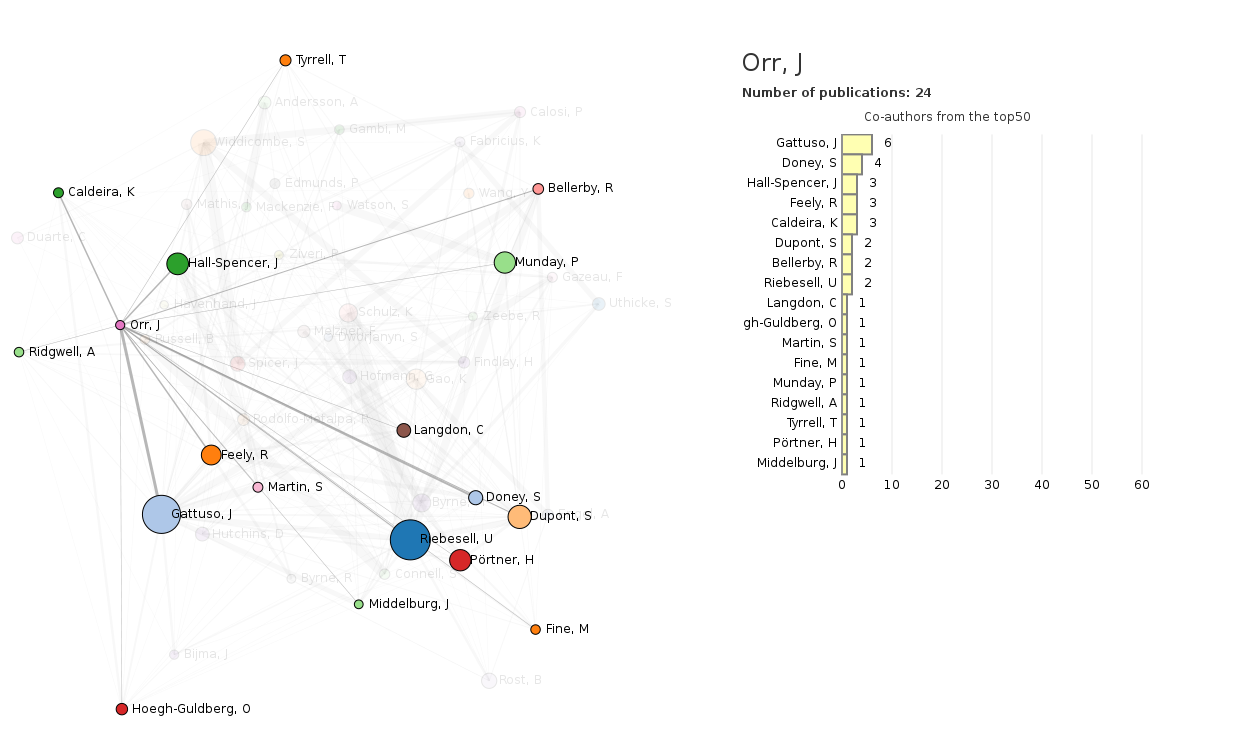 Tyrrell, T
Andersson, A
Calosi, P
Gambi, M
Widdicombe, S
Fabricius, K
Edmunds, P
Caldeira, K
Bellerby, R
Wang,
Mathis,
Mackenzie, F
Watson, S
Duarte, C
Ziveri, P
Hall-Spencer, J
Munday, P
Gazeau, F
Havenhand, J
Uthicke, S
Schulz, K
Zeebe, R
Orr, J
Metzner, F
Russell, B
Dworjanyn, S
Ridgwell, A
Spicer, J
Findlay, H
Hofmann, G
Gao, K
Rodolfo-Metalpa, R
Langdon, C
Feely, R
Martin, S
Doney, S
Byrne,
Gattuso, J
Dupont, S
Hutchins, D
Riebesell, U
Pörtner, H
Byrne, R
Connell, S
Middelburg, J
Fine, M
Bijma, J
Rost, B
Hoegh-Guldberg, O
Orr, J
Number of publications: 24
Co-authors from the top50
Gattuso, J 6
Doney, S 4
Hall-Spencer, J 3
Feely, R 3
Caldeira, K 3
Dupont, S 2
Bellerby, R 2
Riebesell, U 2
Langdon, C 1
gh-Guldberg, O 1
Martin, S 1
Fine, M 1
Munday, P 1
Ridgwell, A 1
Tyrrell, T 1
Pörtner, H 1
Middelburg, J 1
0 10 20 30 40 50 60